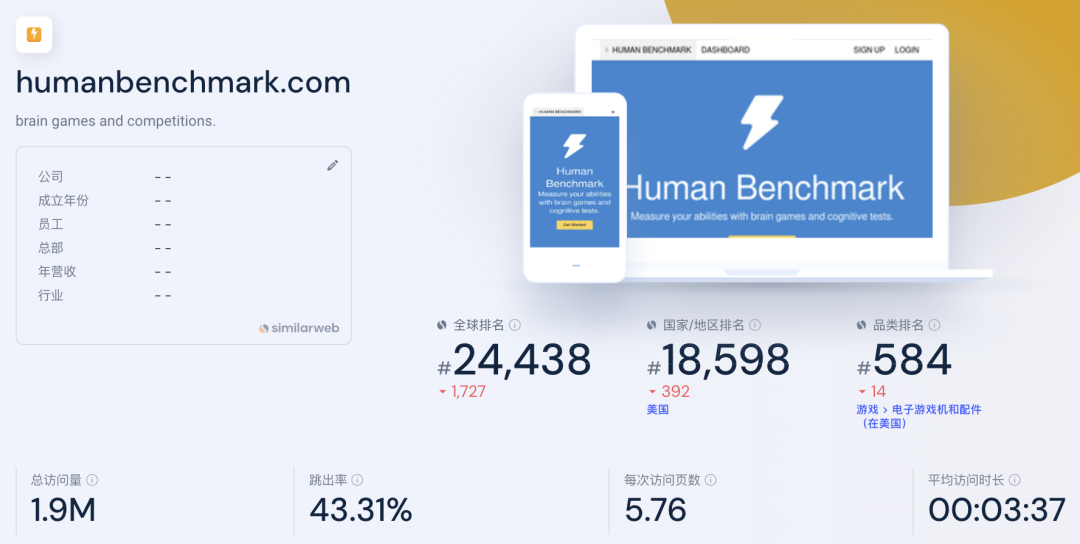 humanbenchmark.com
brain games and competitions.
公司 - -
成立年份 - -
员工 - -
总部 - -
年营收 - -
行业 - -
similarweb
HUMAN BENCHMARK DASHBOARD SIGN UP LOGIN
Human Benchmark
Measure your abilities with brain games and cognitive tests.
HUMAN BENCHMARK
Human
Benchmark
Measure your abilities
with brain games and
cognitive tests.
Get Started
全球排名
#24,438
1,727
国家/地区排名
#18,598
392
美国
品类排名
#584
14
游戏 > 电子游戏机和配件
（在美国）
总访问量
1.9M
跳出率
43.31%
每次访问页数
5.76
平均访问时长
00:03:37